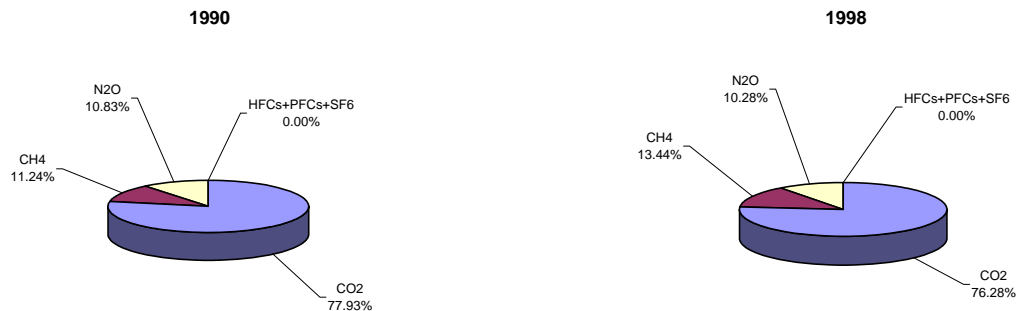 1990
N2O
10.83%
HFCs+PFCs+SF6
0.00%
CH4
11.24%
CO2
77.93%
1998
N2O
10.28%
HFCs+PFCs+SF6
0.00%
CH4
13.44%
CO2
76.28%